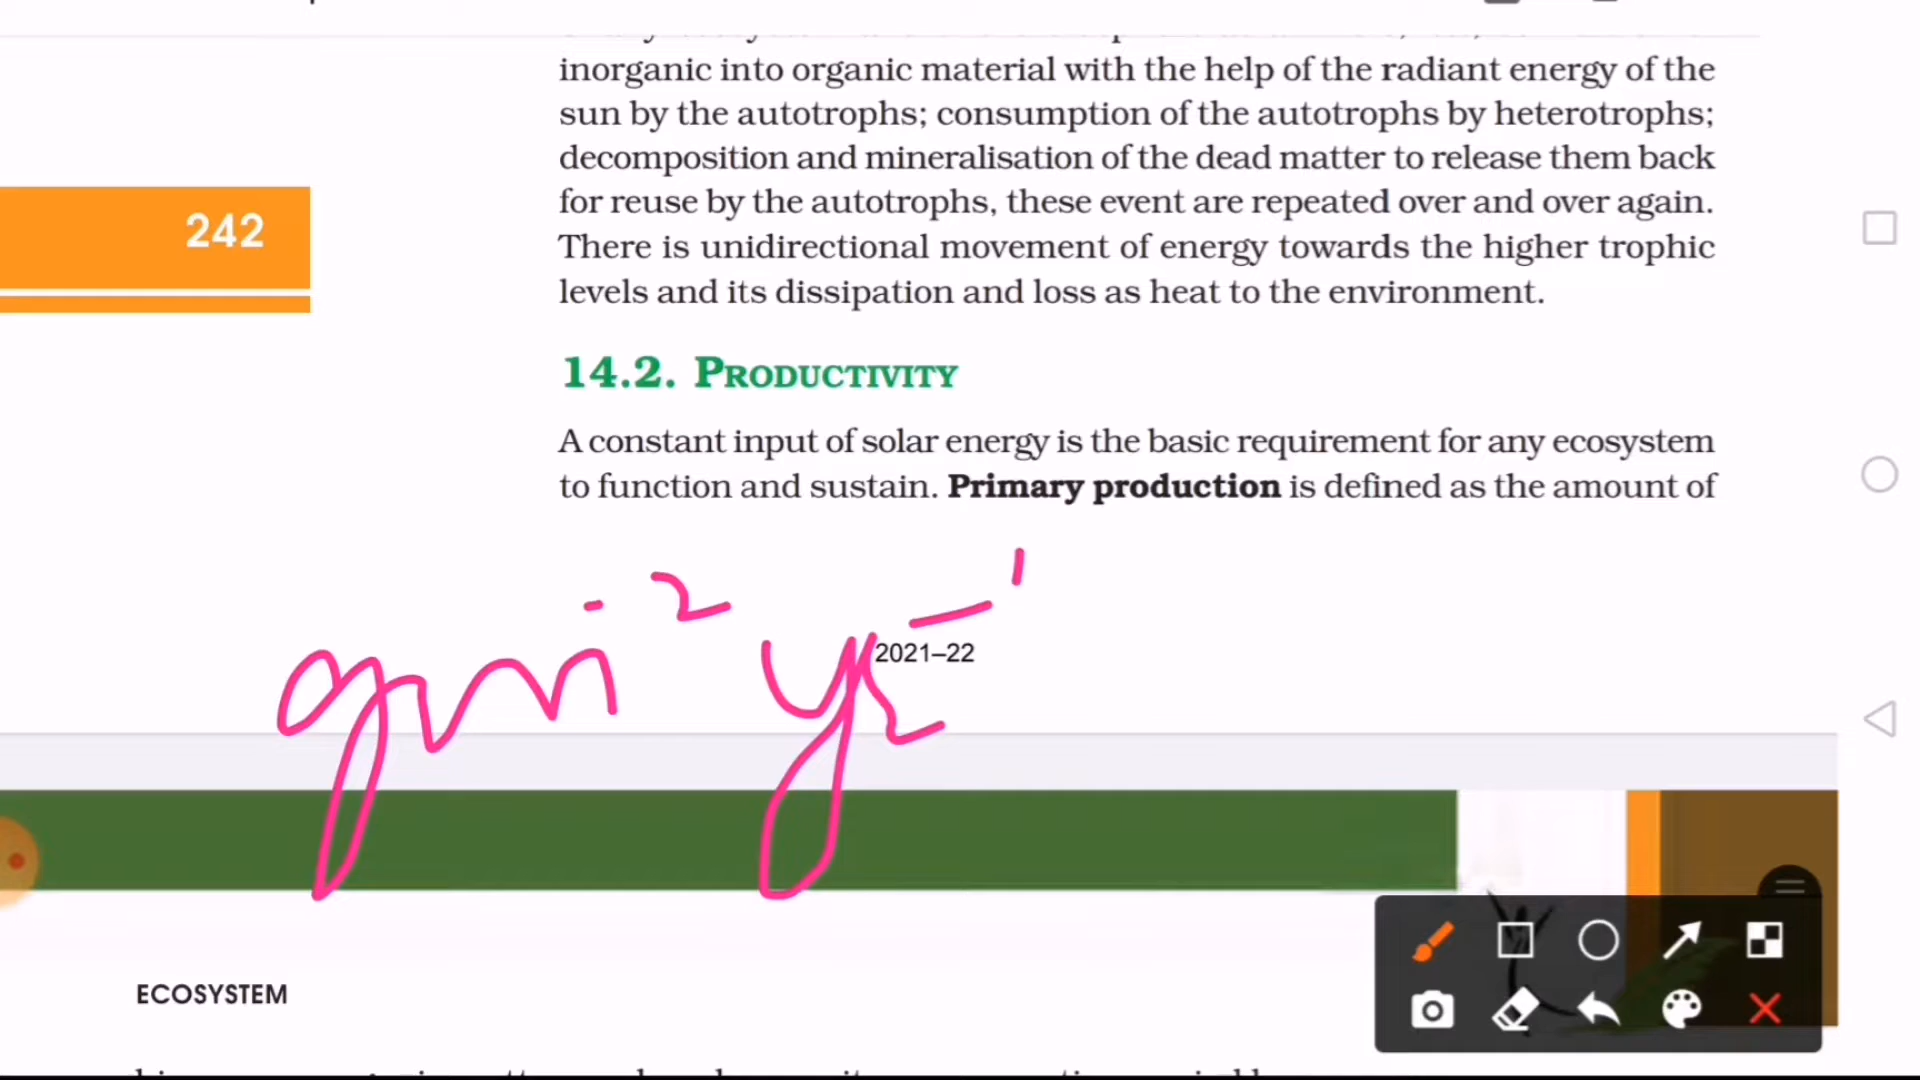 inorganic into organic material with the help of the radiant energy of the
sun by the autotrophs; consumption of the autotrophs by heterotrophs;
decomposition and mineralisation of the dead matter to release them back
242
for reuse by the autotrophs, these event are repeated over and over again.
There is unidirectional movement of energy towards the higher trophic
levels and its dissipation and loss as heat to the environment.
14.2. PRODUCTIVITY
A constant input of solar energy is the basic requirement for any ecosystem
to function and sustain. Primary production is defined as the amount of
gm⁻² yr⁻¹
2021–22
ECOSYSTEM